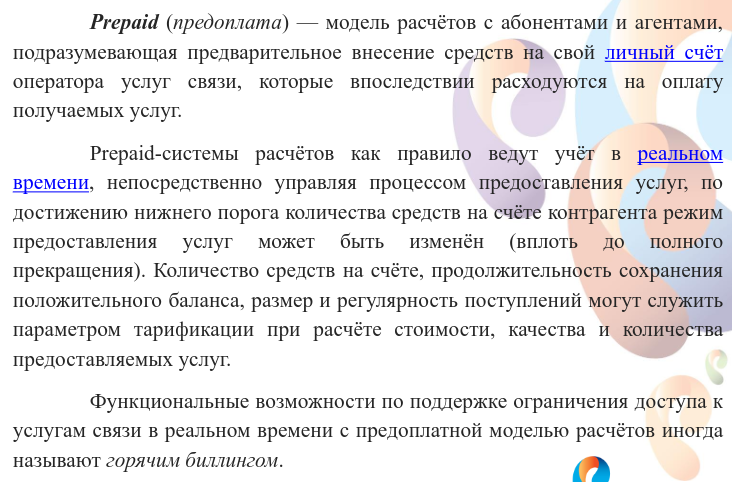 Prepaid (предоплата) — модель расчётов с абонентами и агентами,
подразумевающая предварительное внесение средств на свой личный счёт
оператора услуг связи, которые впоследствии расходуются на оплату
получаемых услуг.
Prepaid-системы расчётов как правило ведут учёт в реальном
времени, непосредственно управляя процессом предоставления услуг, по
достижению нижнего порога количества средств на счёте контрагента режим
предоставления услуг может быть изменён (вплоть до полного
прекращения). Количество средств на счёте, продолжительность сохранения
положительного баланса, размер и регулярность поступлений могут служить
параметром тарификации при расчёте стоимости, качества и количества
предоставляемых услуг.
Функциональные возможности по поддержке ограничения доступа к
услугам связи в реальном времени с предоплатной моделью расчётов иногда
называют горячим биллингом.